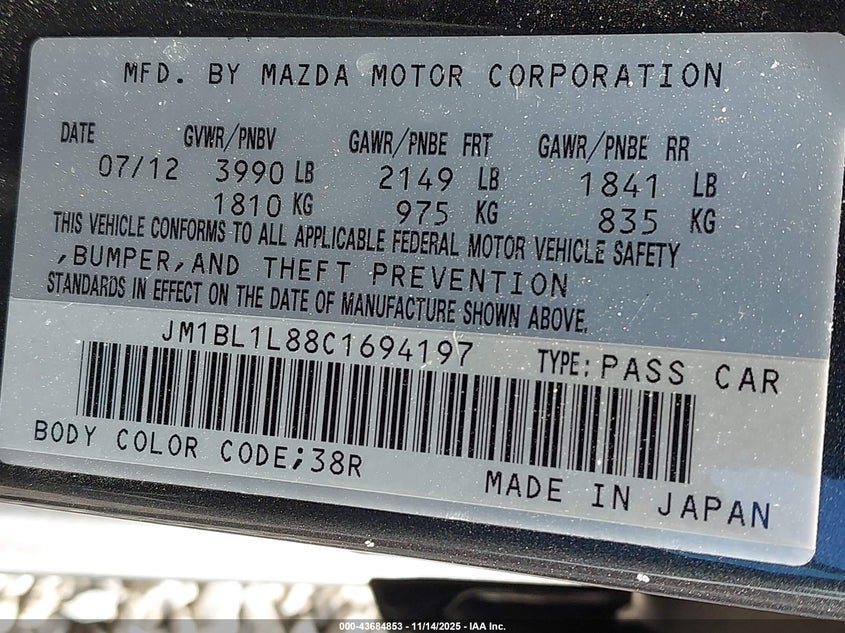 MFD. BY MAZDA MOTOR CORPORATION
DATE GVWR/PNBV GAWR/PNBE FRT GAWR/PNBE RR
07/12 3990 LB 2149 LB 1841 LB
1810 KG 975 KG 835 KG
THIS VEHICLE CONFORMS TO ALL APPLICABLE FEDERAL MOTOR VEHICLE SAFETY
,BUMPER,AND THEFT PREVENTION
STANDARDS IN EFFECT ON THE DATE OF MANUFACTURE SHOWN ABOVE.
JM1BL1L88C1694197 TYPE: PASS CAR
BODY COLOR CODE;38R
MADE IN JAPAN
000-43684853 — 11/14/2025 - IAA Inc.